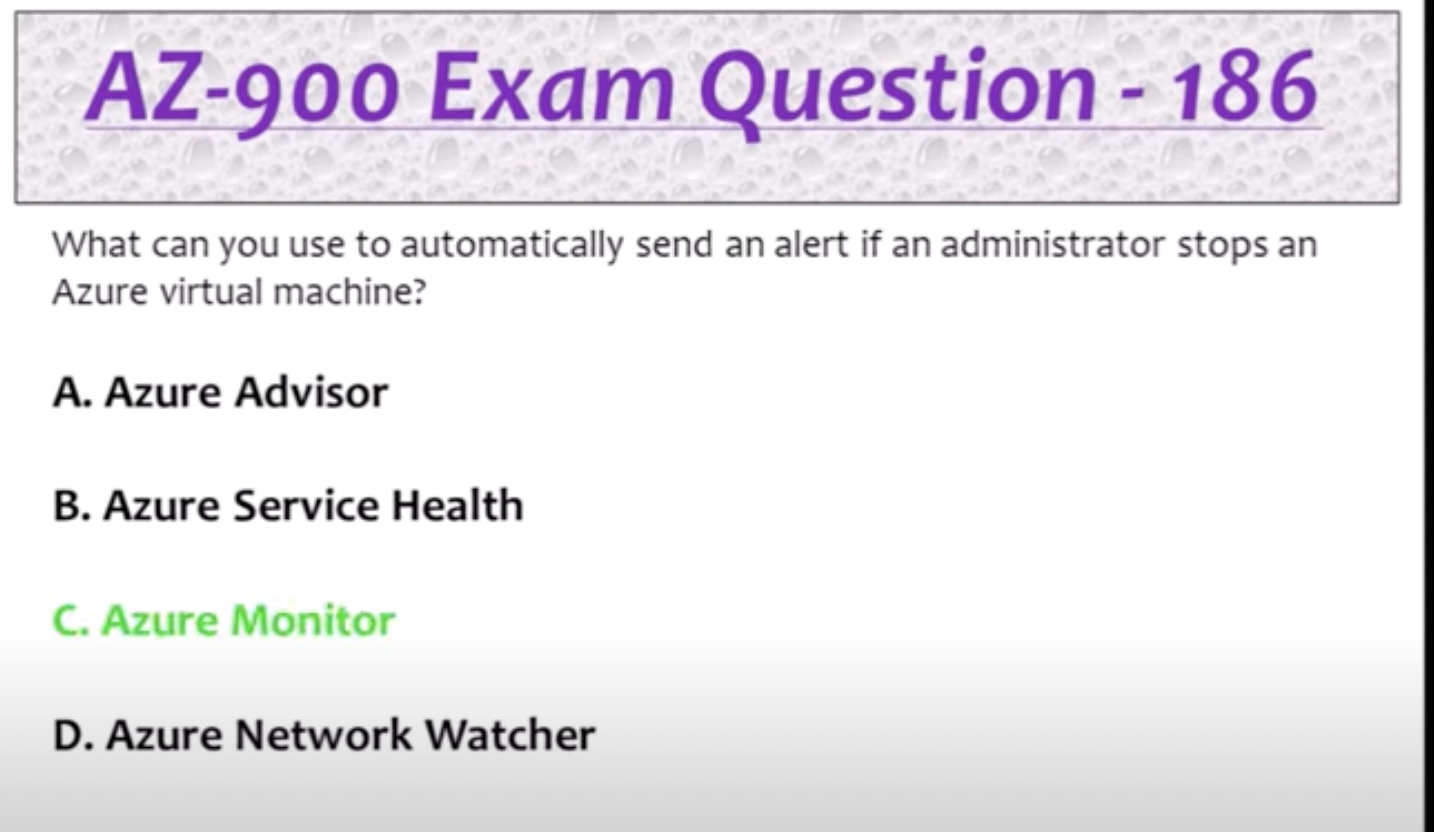 AZ-900 Exam Question - 186
What can you use to automatically send an alert if an administrator stops an
Azure virtual machine?
A. Azure Advisor
B. Azure Service Health
C. Azure Monitor
D. Azure Network Watcher